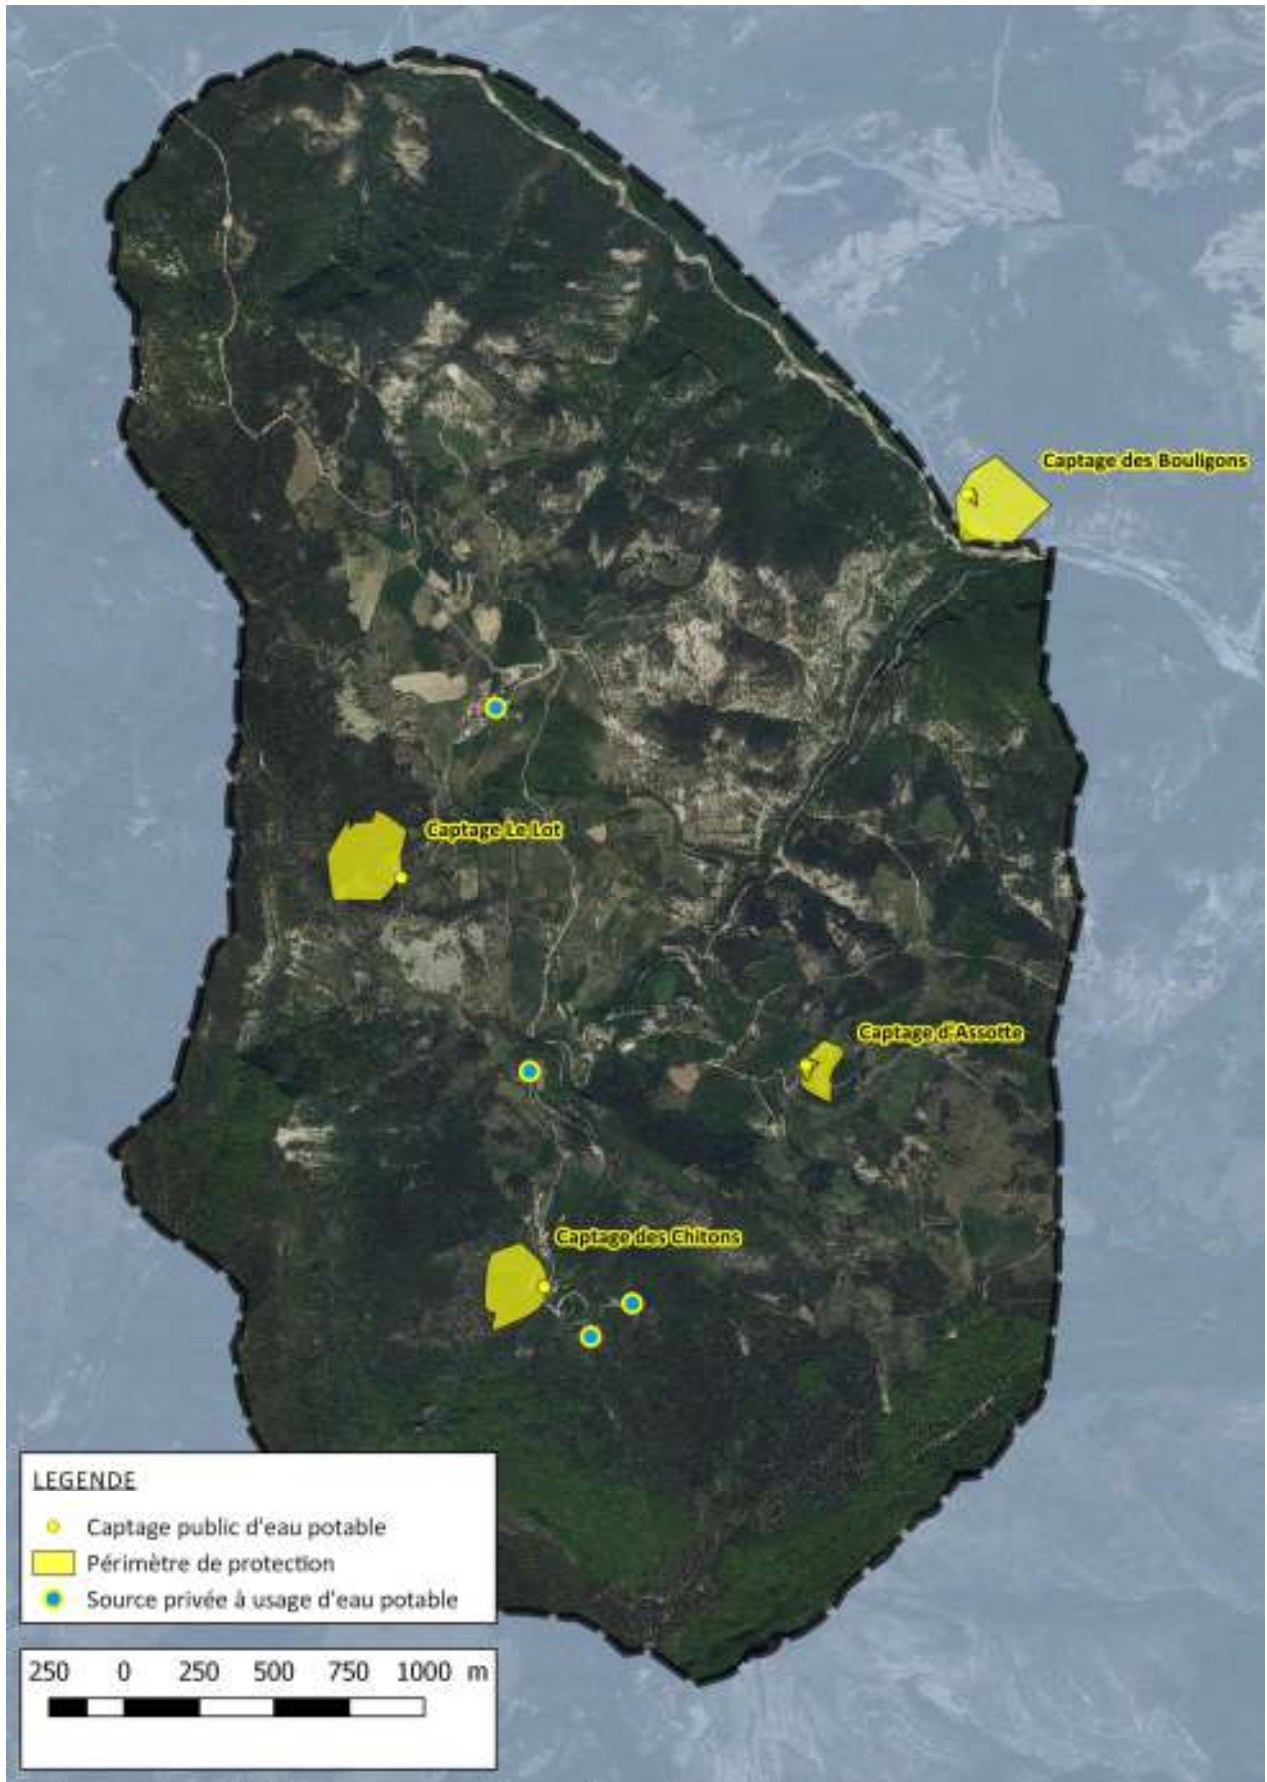 Captage des Bouligons
Captage Le Lot
Captage d'Assotte
Captage des Chitons
LEGENDE
Captage public d'eau potable
Périmètre de protection
Source privée à usage d'eau potable
250 0 250 500 750 1000 m